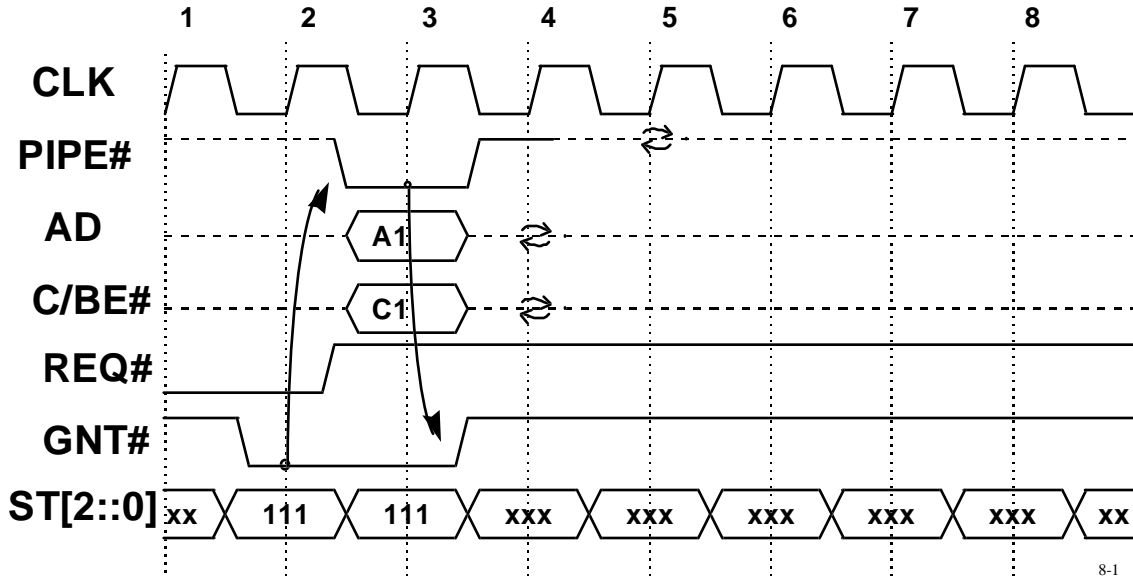 1 2 3 4 5 6 7 8
CLK
PIPE#
AD A1
C/BE# C1
REQ#
GNT#
ST[2::0] xx 111 111 xxx xxx xxx xxx xxx xx
8-1